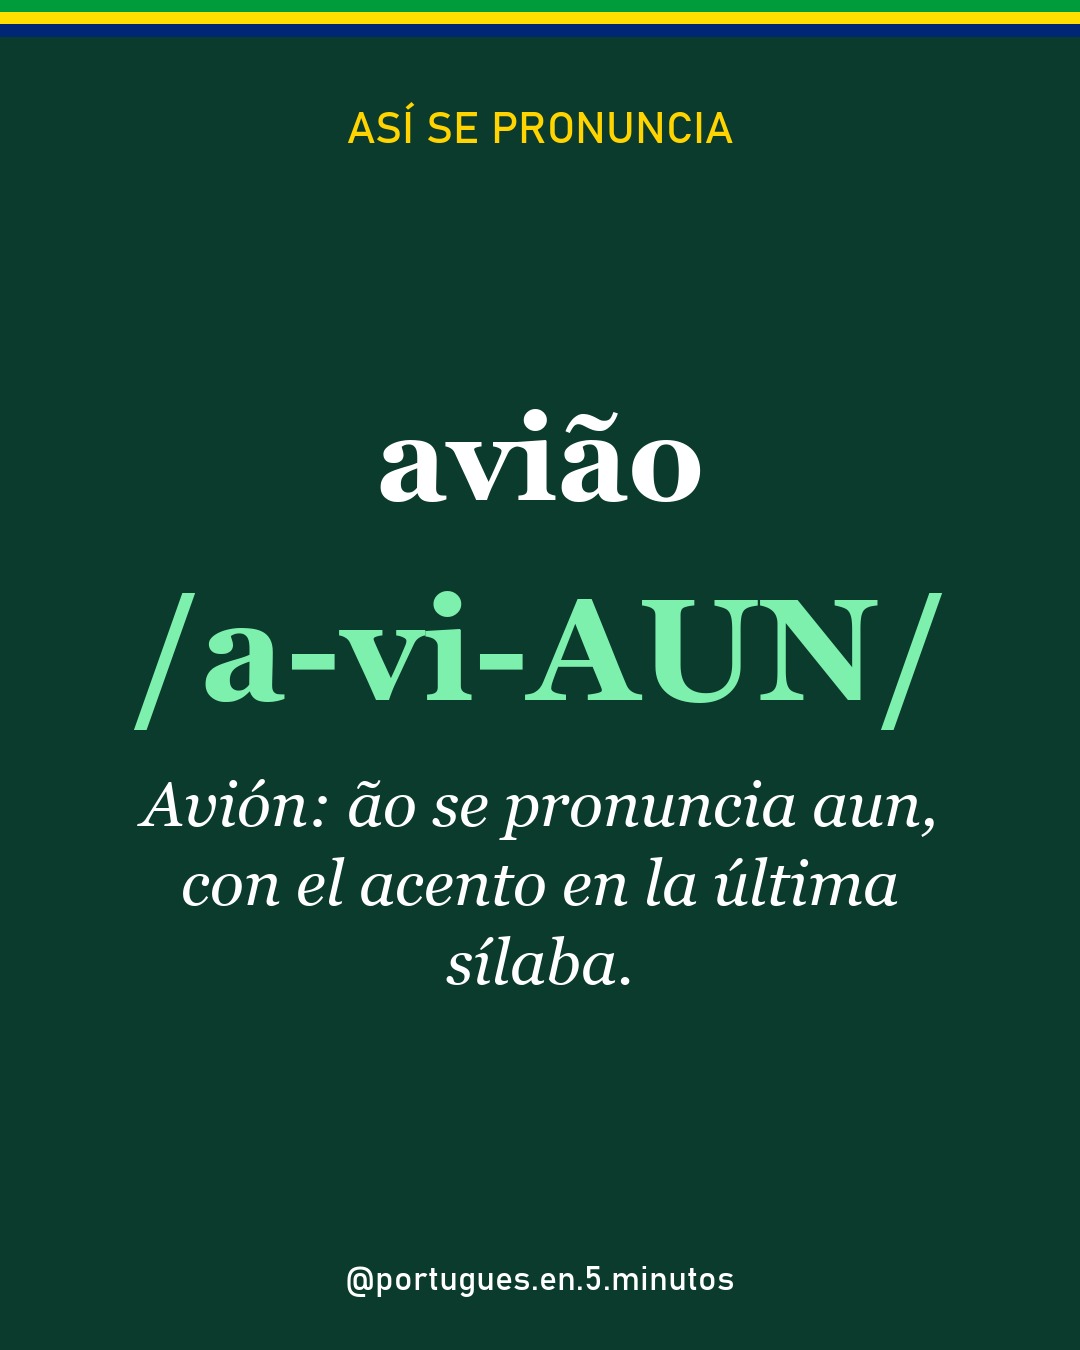 ASÍ SE PRONUNCIA
avião
/a-vi-AUN/
Avión: ão se pronuncia aun,
con el acento en la última
sílaba.
@portugues.en.5.minutos